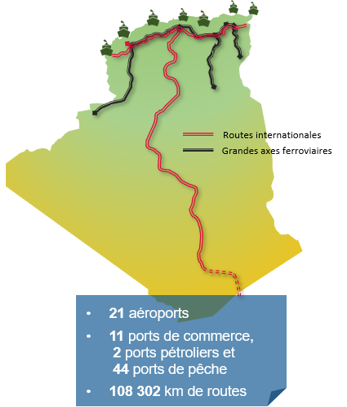 Routes internationales
Grandes axes ferroviaires
• 21 aéroports
• 11 ports de commerce,
2 ports pétroliers et
44 ports de pêche
• 108 302 km de routes